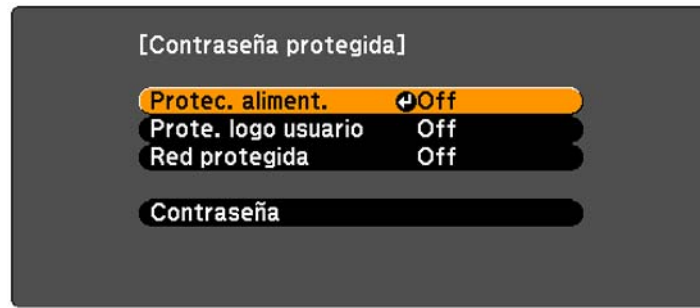 [Contraseña protegida]
Protec. aliment. Off
Prote. logo usuario Off
Red protegida Off
Contraseña